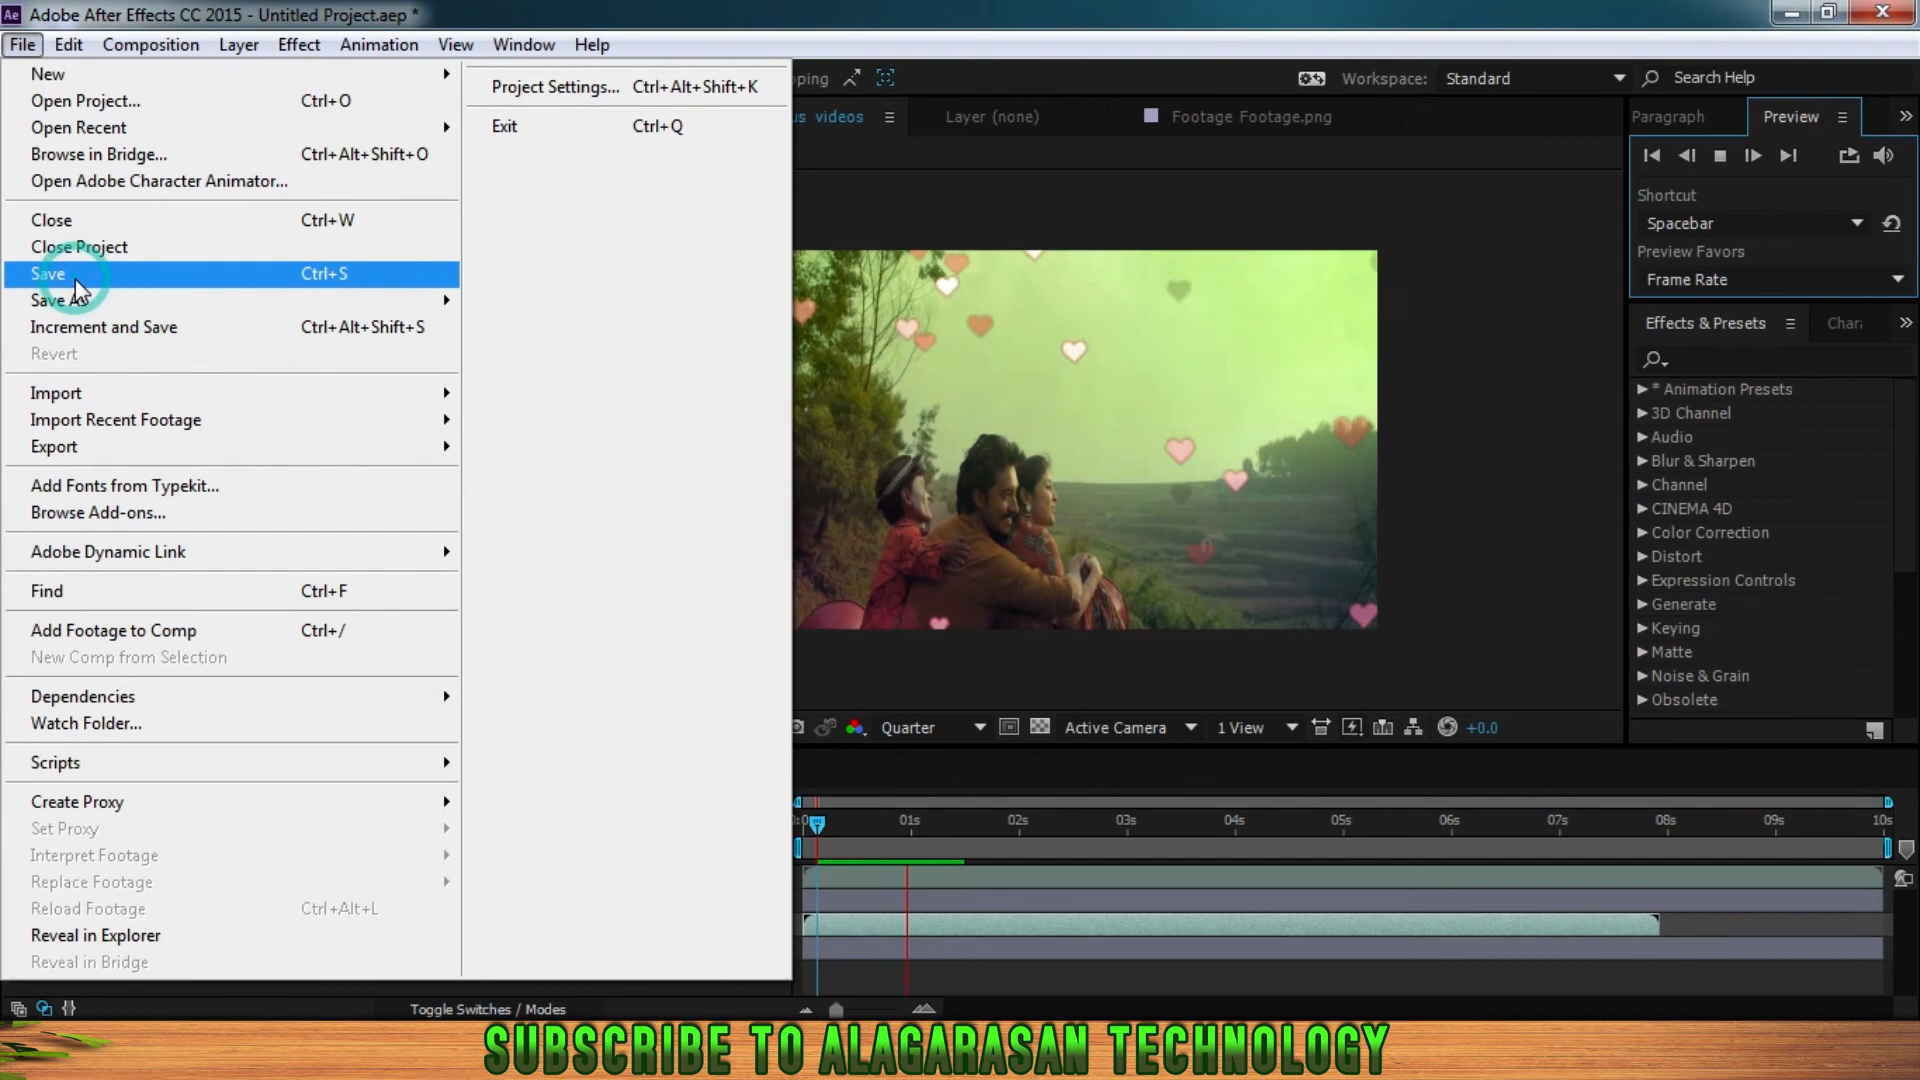 Adobe After Effects CC 2015 - Untitled Project.aep *
File Edit Composition Layer Effect Animation View Window Help
New
Open Project... Ctrl+O
Open Recent
Browse in Bridge... Ctrl+Alt+Shift+O
Open Adobe Character Animator...
Close Ctrl+W
Close Project
Save Ctrl+S
Save As
Increment and Save Ctrl+Alt+Shift+S
Revert
Import
Import Recent Footage
Export
Add Fonts from Typekit...
Browse Add-ons...
Adobe Dynamic Link
Find Ctrl+F
Add Footage to Comp Ctrl+/
New Comp from Selection
Dependencies
Watch Folder...
Scripts
Create Proxy
Set Proxy
Interpret Footage
Replace Footage
Reload Footage Ctrl+Alt+L
Reveal in Explorer
Reveal in Bridge
Project Settings... Ctrl+Alt+Shift+K
Exit Ctrl+Q
Workspace: Standard Search Help
videos Layer (none) Footage Footage.png
Paragraph Preview
Shortcut
Spacebar
Preview Favors
Frame Rate
Effects & Presets
* Animation Presets
3D Channel
Audio
Blur & Sharpen
Channel
CINEMA 4D
Color Correction
Distort
Expression Controls
Generate
Keying
Matte
Noise & Grain
Obsolete
Quarter Active Camera 1 View +0.0
01s 02s 03s 04s 05s 06s 07s 08s 09s 10s
Toggle Switches / Modes
SUBSCRIBE TO ALAGARASAN TECHNOLOGY